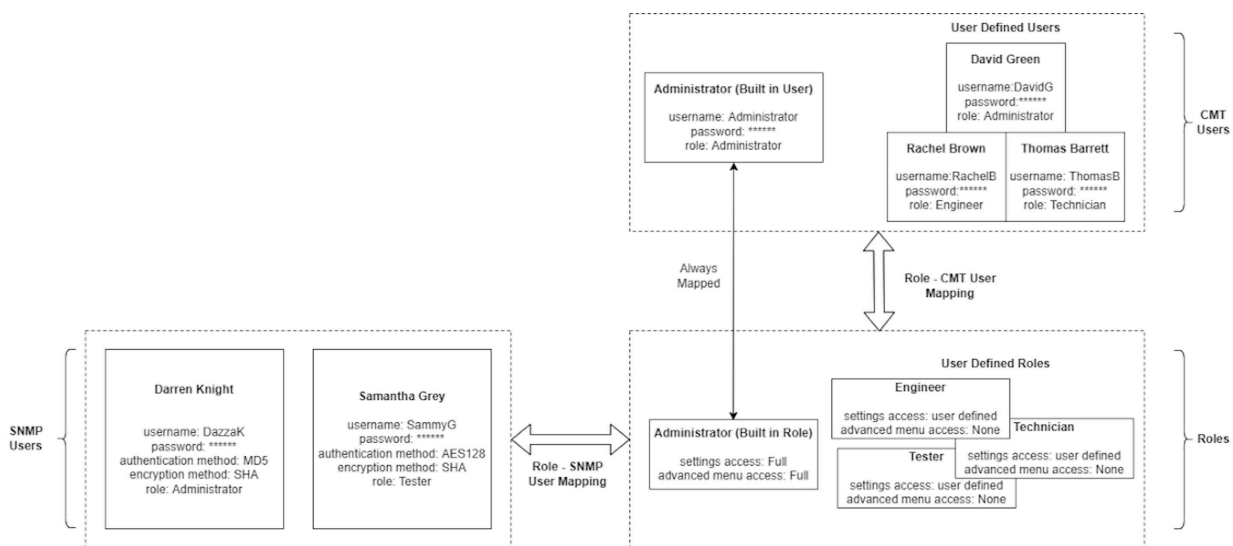 User Defined Users
David Green
username:DavidG
password:******
role: Administrator
Administrator (Built in User)
username: Administrator
password: ******
role: Administrator
Rachel Brown
username:RachelB
password:******
role: Engineer
Thomas Barrett
username: ThomasB
password: ******
role: Technician
CMT
Users
Always
Mapped
Role - CMT User
Mapping
SNMP
Users
Darren Knight
username: DazzaK
password: ******
authentication method: MD5
encryption method: SHA
role: Administrator
Samantha Grey
username: SammyG
password: ******
authentication method: AES128
encryption method: SHA
role: Tester
Role - SNMP
User Mapping
User Defined Roles
Administrator (Built in Role)
settings access: Full
advanced menu access: Full
Engineer
settings access: user defined
advanced menu access: None
Technician
settings access: user defined
advanced menu access: None
Tester
settings access: user defined
advanced menu access: None
Roles